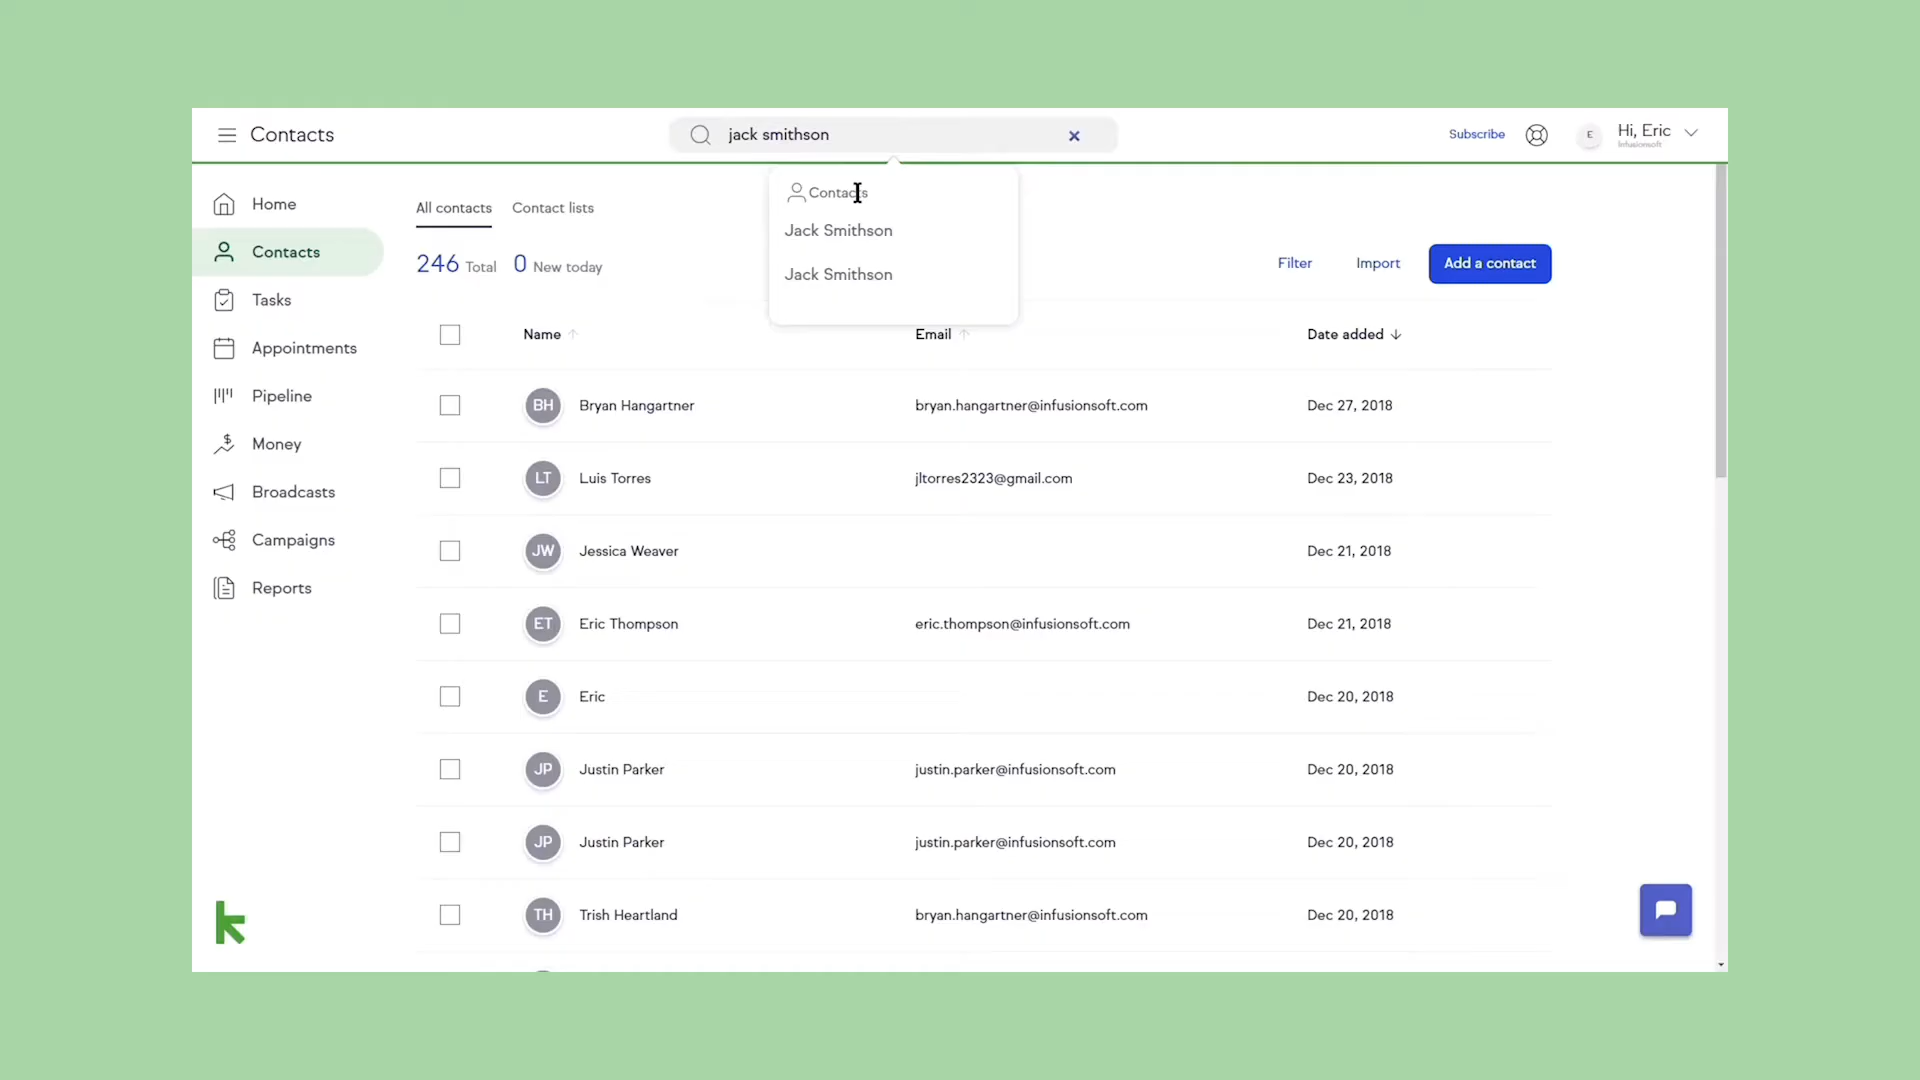 Contacts
jack smithson
Subscribe
E
Hi, Eric
Infusionsoft
Home
Contacts
Tasks
Appointments
Pipeline
Money
Broadcasts
Campaigns
Reports
All contacts Contact lists
Contacts
Jack Smithson
Jack Smithson
246 Total 0 New today
Filter Import Add a contact
Name Email Date added
BH Bryan Hangartner bryan.hangartner@infusionsoft.com Dec 27, 2018
LT Luis Torres jltorres2323@gmail.com Dec 23, 2018
JW Jessica Weaver Dec 21, 2018
ET Eric Thompson eric.thompson@infusionsoft.com Dec 21, 2018
E Eric Dec 20, 2018
JP Justin Parker justin.parker@infusionsoft.com Dec 20, 2018
JP Justin Parker justin.parker@infusionsoft.com Dec 20, 2018
TH Trish Heartland bryan.hangartner@infusionsoft.com Dec 20, 2018